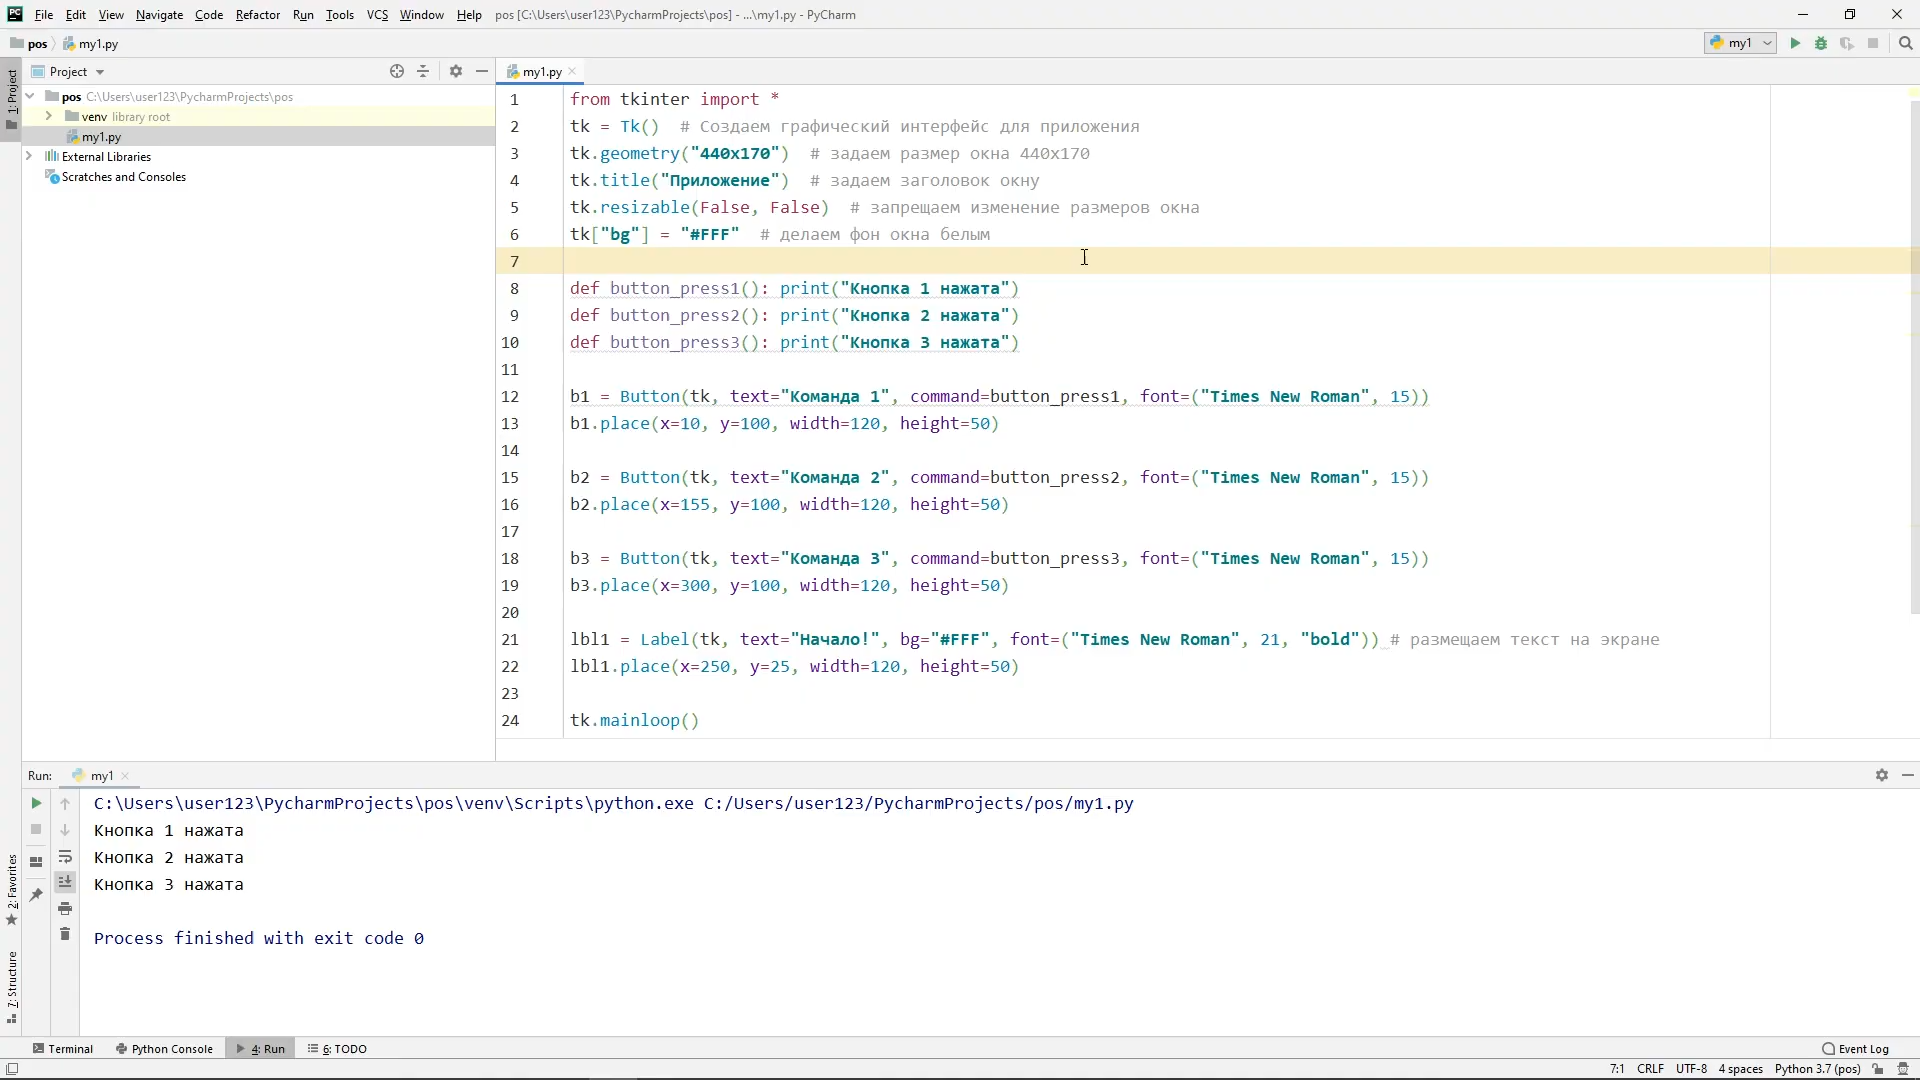 PC File Edit View Navigate Code Refactor Run Tools VCS Window Help pos [C:\Users\user123\PycharmProjects\pos] - ...\my1.py - PyCharm
pos my1.py my1
1: Project
Project
my1.py
pos C:\Users\user123\PycharmProjects\pos
venv library root
my1.py
External Libraries
Scratches and Consoles
1 from tkinter import *
2 tk = Tk()  # Создаем графический интерфейс для приложения
3 tk.geometry("440x170")  # задаем размер окна 440x170
4 tk.title("Приложение")  # задаем заголовок окну
5 tk.resizable(False, False)  # запрещаем изменение размеров окна
6 tk["bg"] = "#FFF"  # делаем фон окна белым
7
8 def button_press1(): print("Кнопка 1 нажата")
9 def button_press2(): print("Кнопка 2 нажата")
10 def button_press3(): print("Кнопка 3 нажата")
11
12 b1 = Button(tk, text="Команда 1", command=button_press1, font=("Times New Roman", 15))
13 b1.place(x=10, y=100, width=120, height=50)
14
15 b2 = Button(tk, text="Команда 2", command=button_press2, font=("Times New Roman", 15))
16 b2.place(x=155, y=100, width=120, height=50)
17
18 b3 = Button(tk, text="Команда 3", command=button_press3, font=("Times New Roman", 15))
19 b3.place(x=300, y=100, width=120, height=50)
20
21 lbl1 = Label(tk, text="Начало!", bg="#FFF", font=("Times New Roman", 21, "bold")) # размещаем текст на экране
22 lbl1.place(x=250, y=25, width=120, height=50)
23
24 tk.mainloop()
Run: my1
C:\Users\user123\PycharmProjects\pos\venv\Scripts\python.exe C:/Users/user123/PycharmProjects/pos/my1.py
Кнопка 1 нажата
Кнопка 2 нажата
Кнопка 3 нажата
Process finished with exit code 0
2: Favorites
7: Structure
Terminal Python Console 4: Run 6: TODO Event Log
7:1 CRLF UTF-8 4 spaces Python 3.7 (pos)